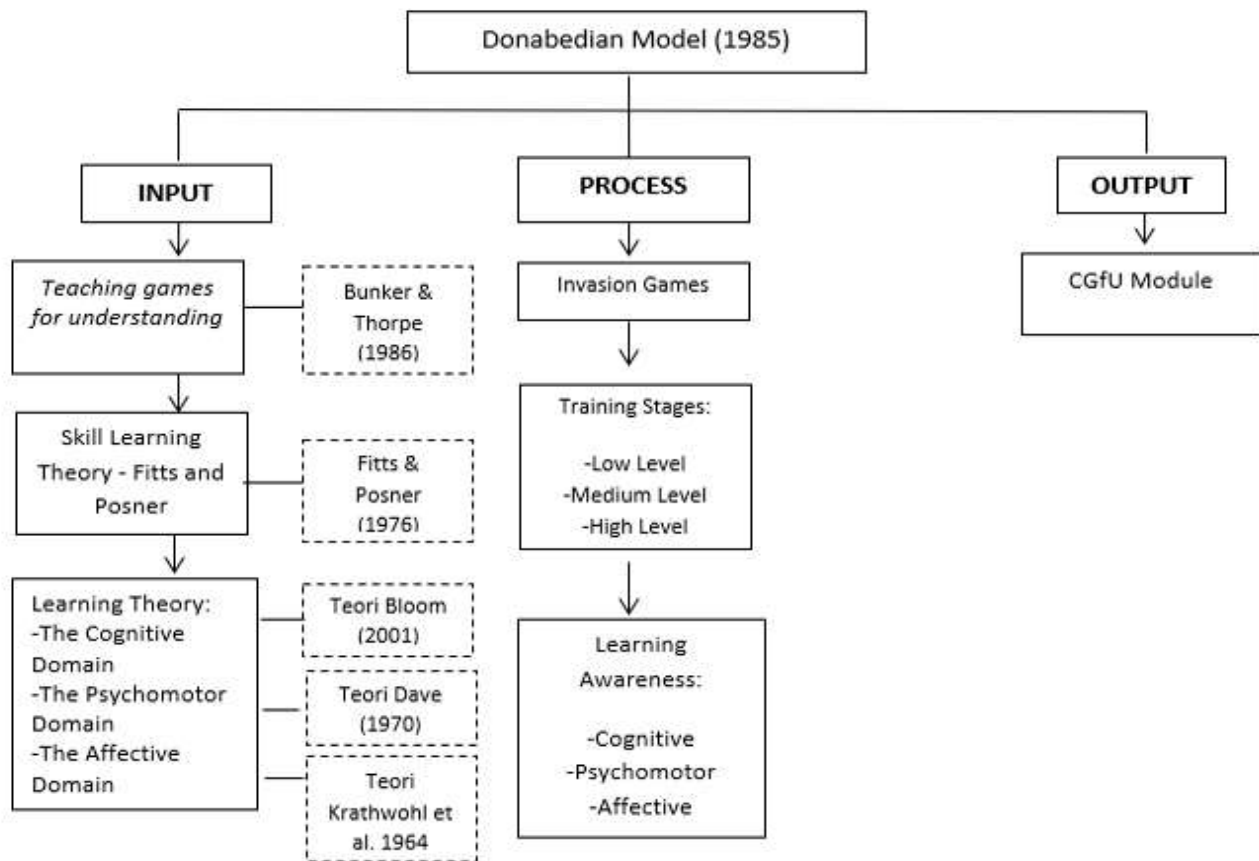 Donabedian Model (1985)
INPUT
PROCESS
OUTPUT
Teaching games
for understanding
Bunker &
Thorpe
(1986)
Skill Learning
Theory - Fitts and
Posner
Fitts &
Posner
(1976)
Learning Theory:
-The Cognitive
Domain
-The Psychomotor
Domain
-The Affective
Domain
Teori Bloom
(2001)
Teori Dave
(1970)
Teori
Krathwohl et
al. 1964
Invasion Games
Training Stages:
-Low Level
-Medium Level
-High Level
Learning
Awareness:
-Cognitive
-Psychomotor
-Affective
CGfU Module